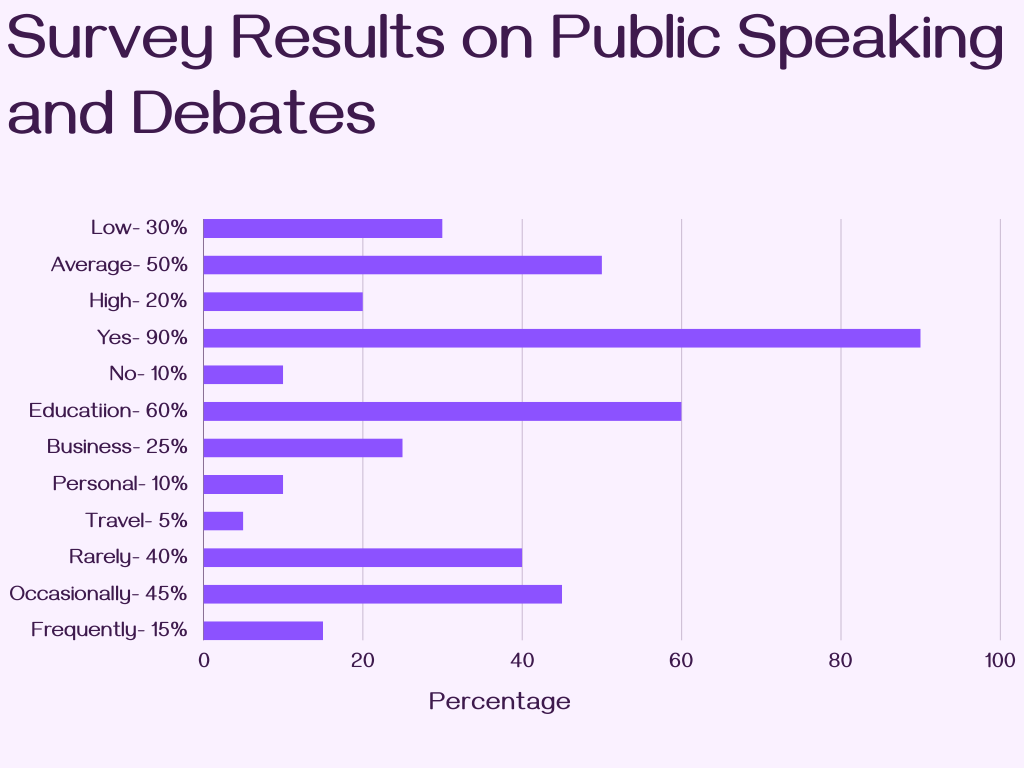 Survey Results on Public Speaking
and Debates
Low- 30%
Average- 50%
High- 20%
Yes- 90%
No- 10%
Educatiion- 60%
Business- 25%
Personal- 10%
Travel- 5%
Rarely- 40%
Occasionally- 45%
Frequently- 15%
0 20 40 60 80 100
Percentage